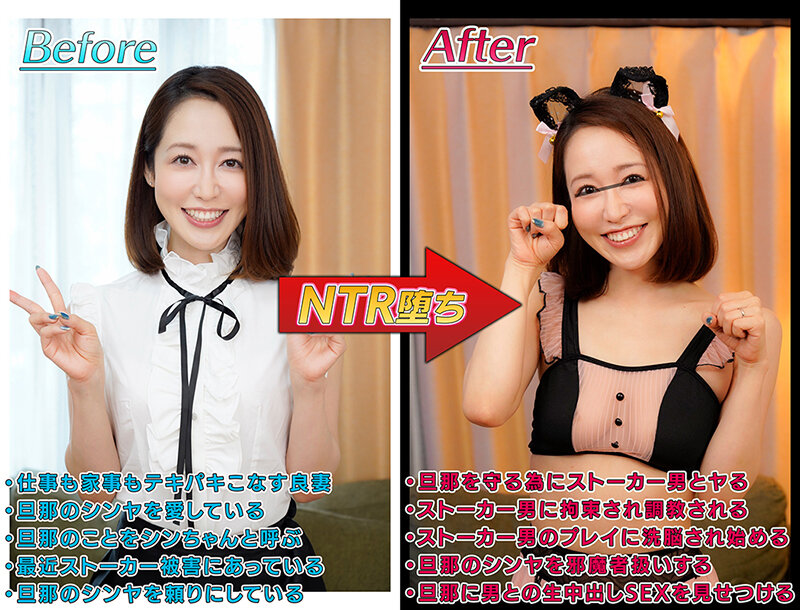 Before
・仕事も家事もテキパキこなす良妻
・旦那のシンヤを愛している
・旦那のことをシンちゃんと呼ぶ
・最近ストーカー被害にあっている
・旦那のシンヤを頼りにしている
NTR堕ち
After
・旦那を守る為にストーカー男とヤる
・ストーカー男に拘束され調教される
・ストーカー男のプレイに洗脳され始める
・旦那のシンヤを邪魔者扱いする
・旦那に男との生中出しSEXを見せつける